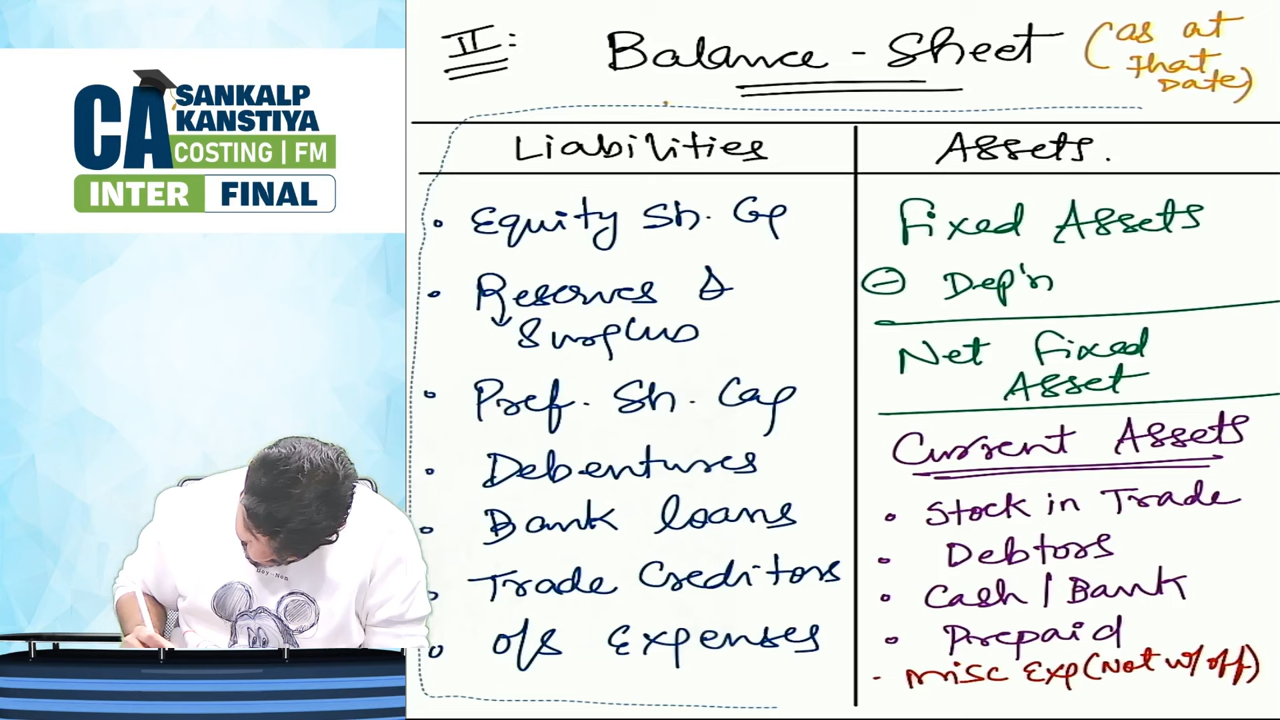 CA SANKALP
KANSTIYA
COSTING | FM
INTER FINAL
II :
Balance - Sheet
(as at
that
Date)
Liabilities
Assets.
• Equity Sh. Cap
• Reserves &
Surplus
• Pref. Sh. Cap
• Debentures
• Bank loans
• Trade Creditors
• o/s Expenses
Fixed Assets
⊖ Dep'n
Net Fixed
Asset
Current Assets
• Stock in Trade
• Debtors
• Cash / Bank
• Prepaid
- Misc Exp (Not w/off)